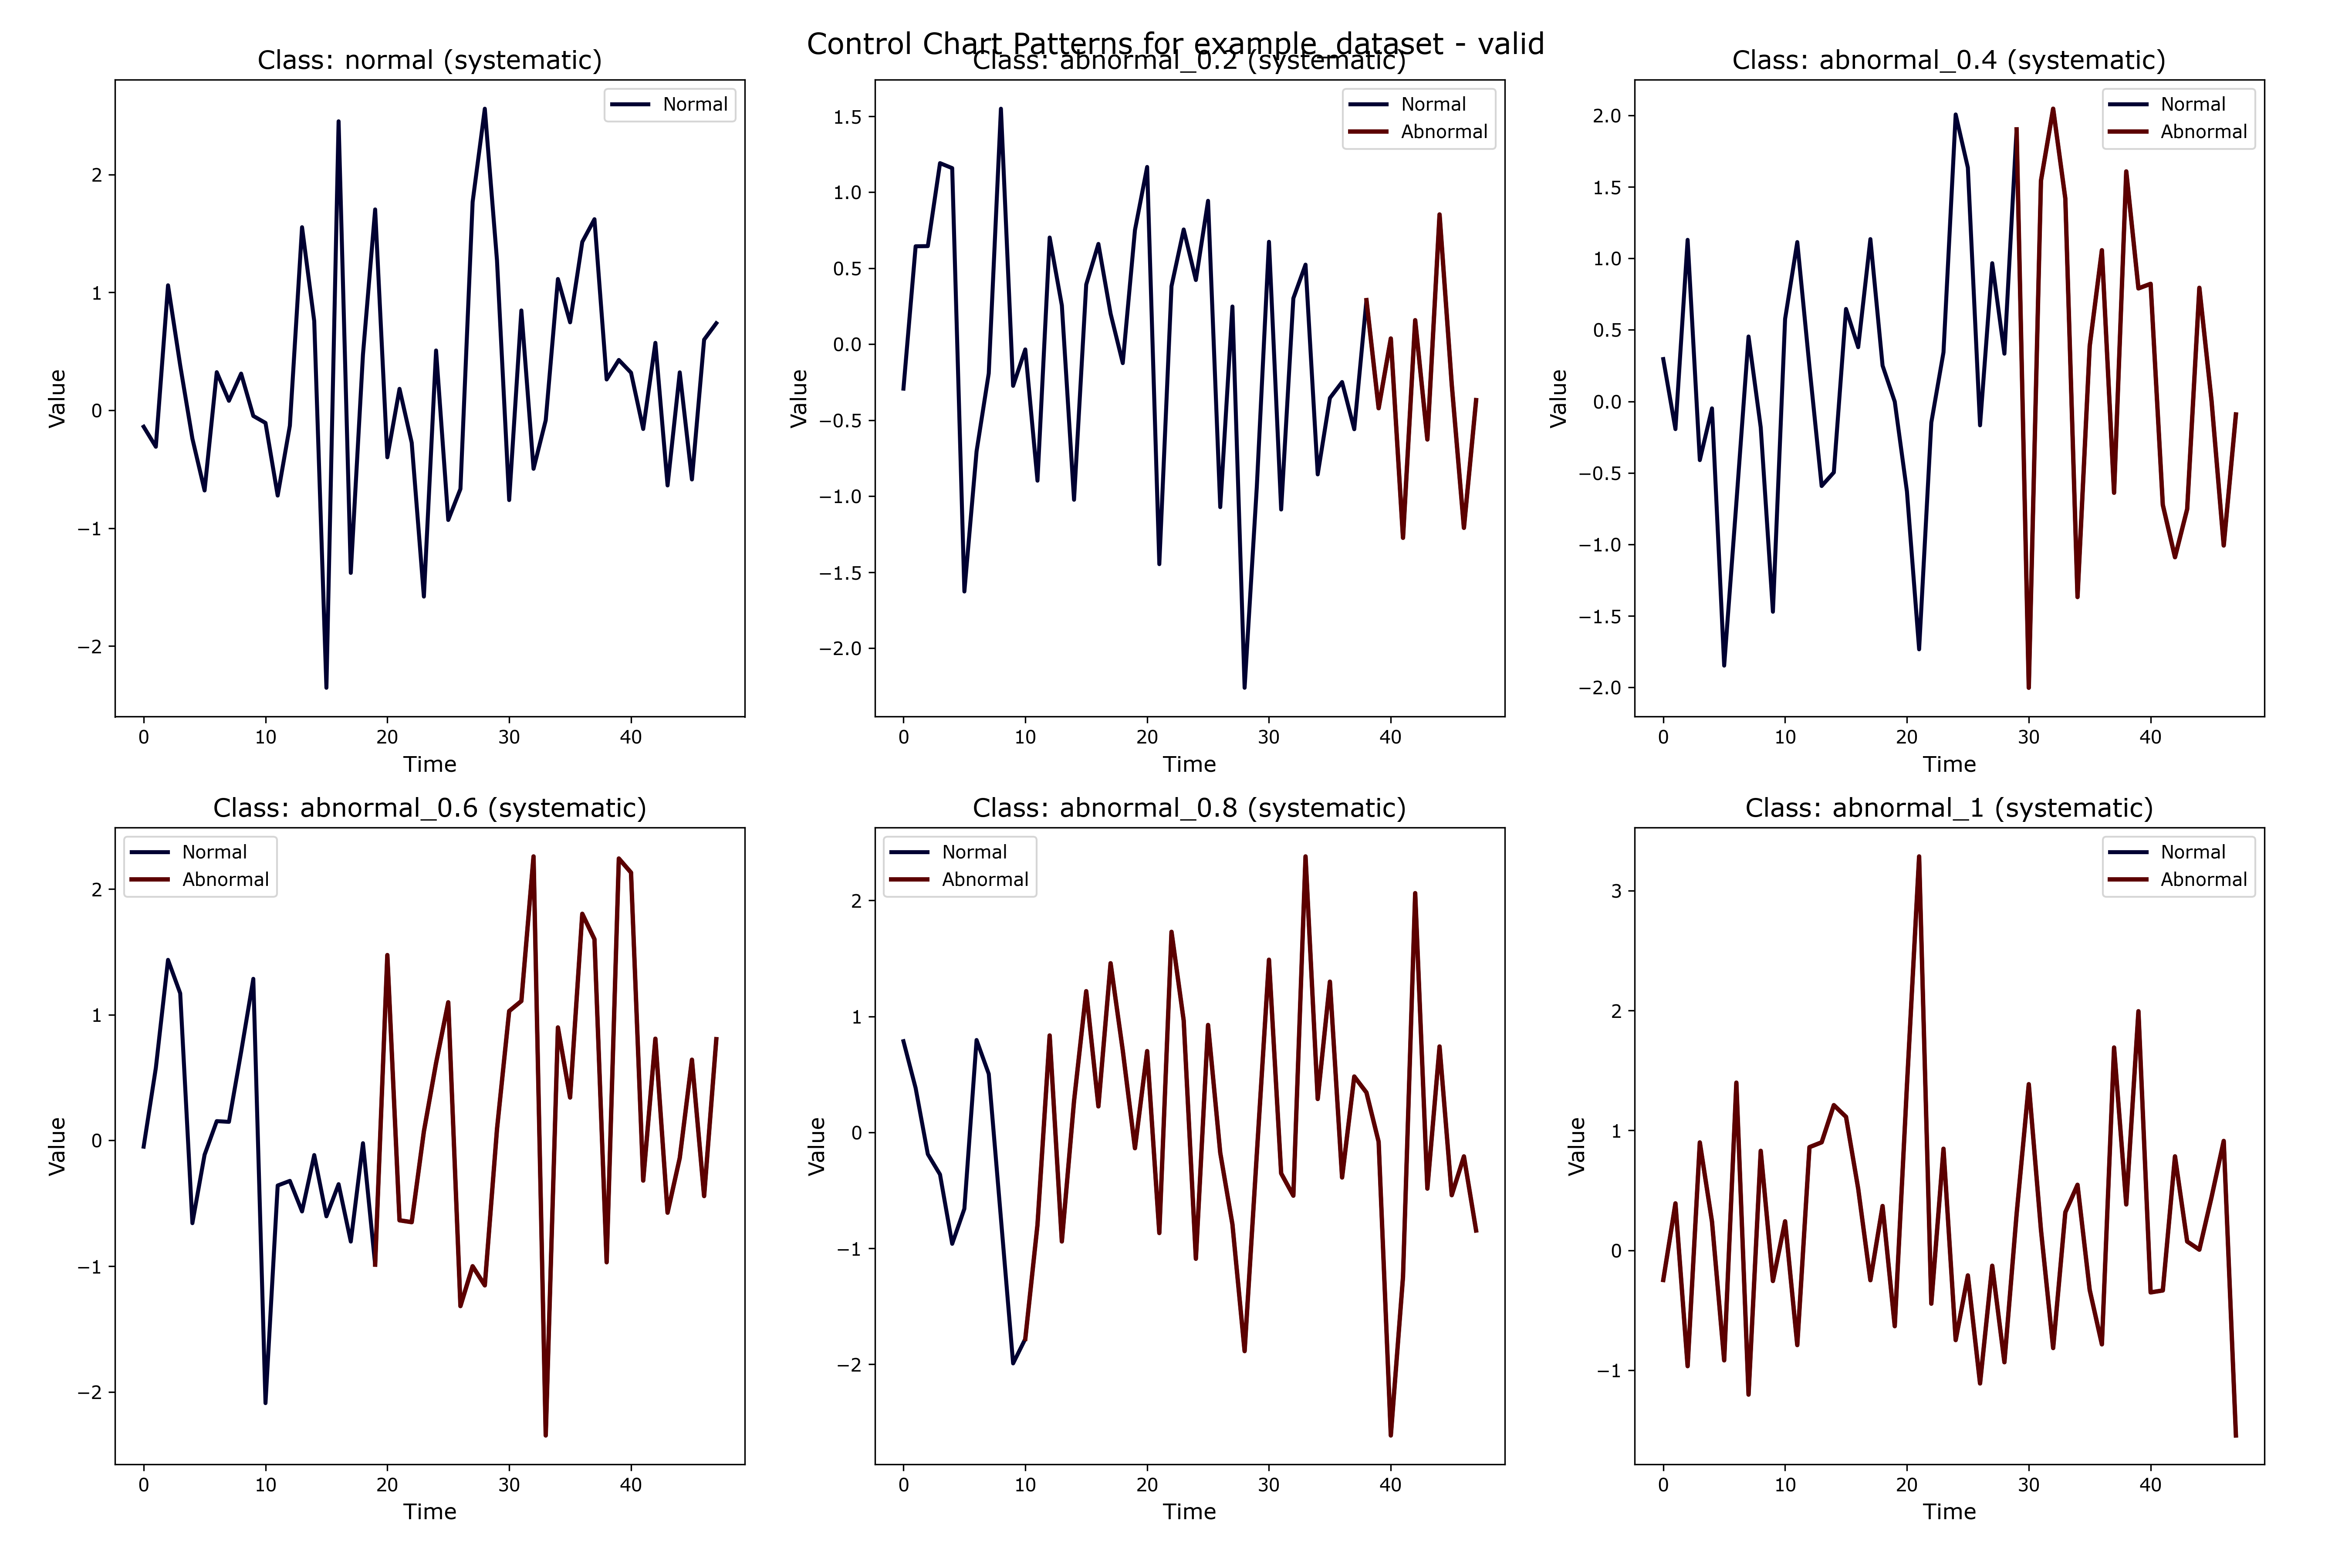 Control Chart Patterns for example_dataset - valid
Class: normal (systematic)
Normal
2
1
0
−1
−2
Value
0 10 20 30 40
Time
Class: abnormal_0.2 (systematic)
Normal
Abnormal
1.5
1.0
0.5
0.0
−0.5
−1.0
−1.5
−2.0
Value
0 10 20 30 40
Time
Class: abnormal_0.4 (systematic)
Normal
Abnormal
2.0
1.5
1.0
0.5
0.0
−0.5
−1.0
−1.5
−2.0
Value
0 10 20 30 40
Time
Class: abnormal_0.6 (systematic)
Normal
Abnormal
2
1
0
−1
−2
Value
0 10 20 30 40
Time
Class: abnormal_0.8 (systematic)
Normal
Abnormal
2
1
0
−1
−2
Value
0 10 20 30 40
Time
Class: abnormal_1 (systematic)
Normal
Abnormal
3
2
1
0
−1
Value
0 10 20 30 40
Time